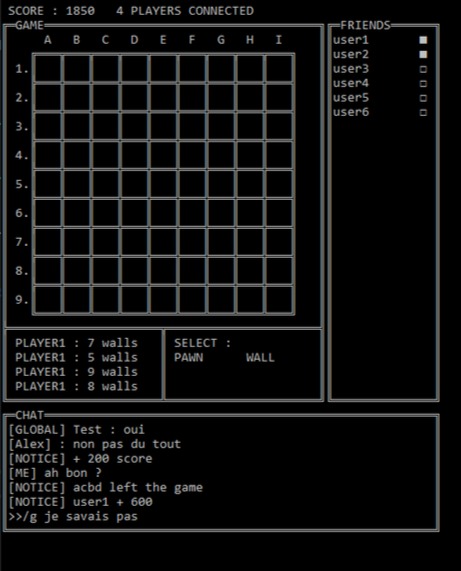 SCORE : 1850 4 PLAYERS CONNECTED
GAME
A B C D E F G H I
1.
2.
3.
4.
5.
6.
7.
8.
9.
FRIENDS
user1
user2
user3
user4
user5
user6
PLAYER1 : 7 walls
PLAYER1 : 5 walls
PLAYER1 : 9 walls
PLAYER1 : 8 walls
SELECT :
PAWN WALL
CHAT
[GLOBAL] Test : oui
[Alex] : non pas du tout
[NOTICE] + 200 score
[ME] ah bon ?
[NOTICE] acbd left the game
[NOTICE] user1 + 600
>>/g je savais pas